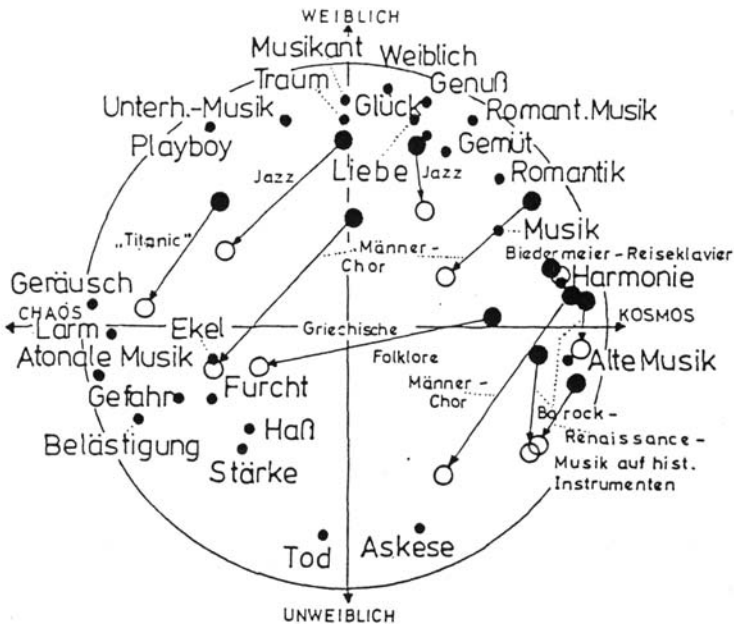 WEIBLICH
Musikant
Weiblich
Traum
Genuß
Unterh.-Musik
Glück
Romant.Musik
Playboy
Gemüt
Liebe
Jazz
Jazz
Romantik
Musik
„Titanic"
Männer-
Chor
Biedermeier-Reiseklavier
Geräusch
Harmonie
CHAOS
KOSMOS
Lärm
Ekel
Griechische
Atonale Musik
Folklore
Alte Musik
Gefahr
Furcht
Männer-
Chor
Barock-
Belästigung
Haß
Renaissance-
Stärke
Musik auf hist.
Instrumenten
Tod
Askese
UNWEIBLICH